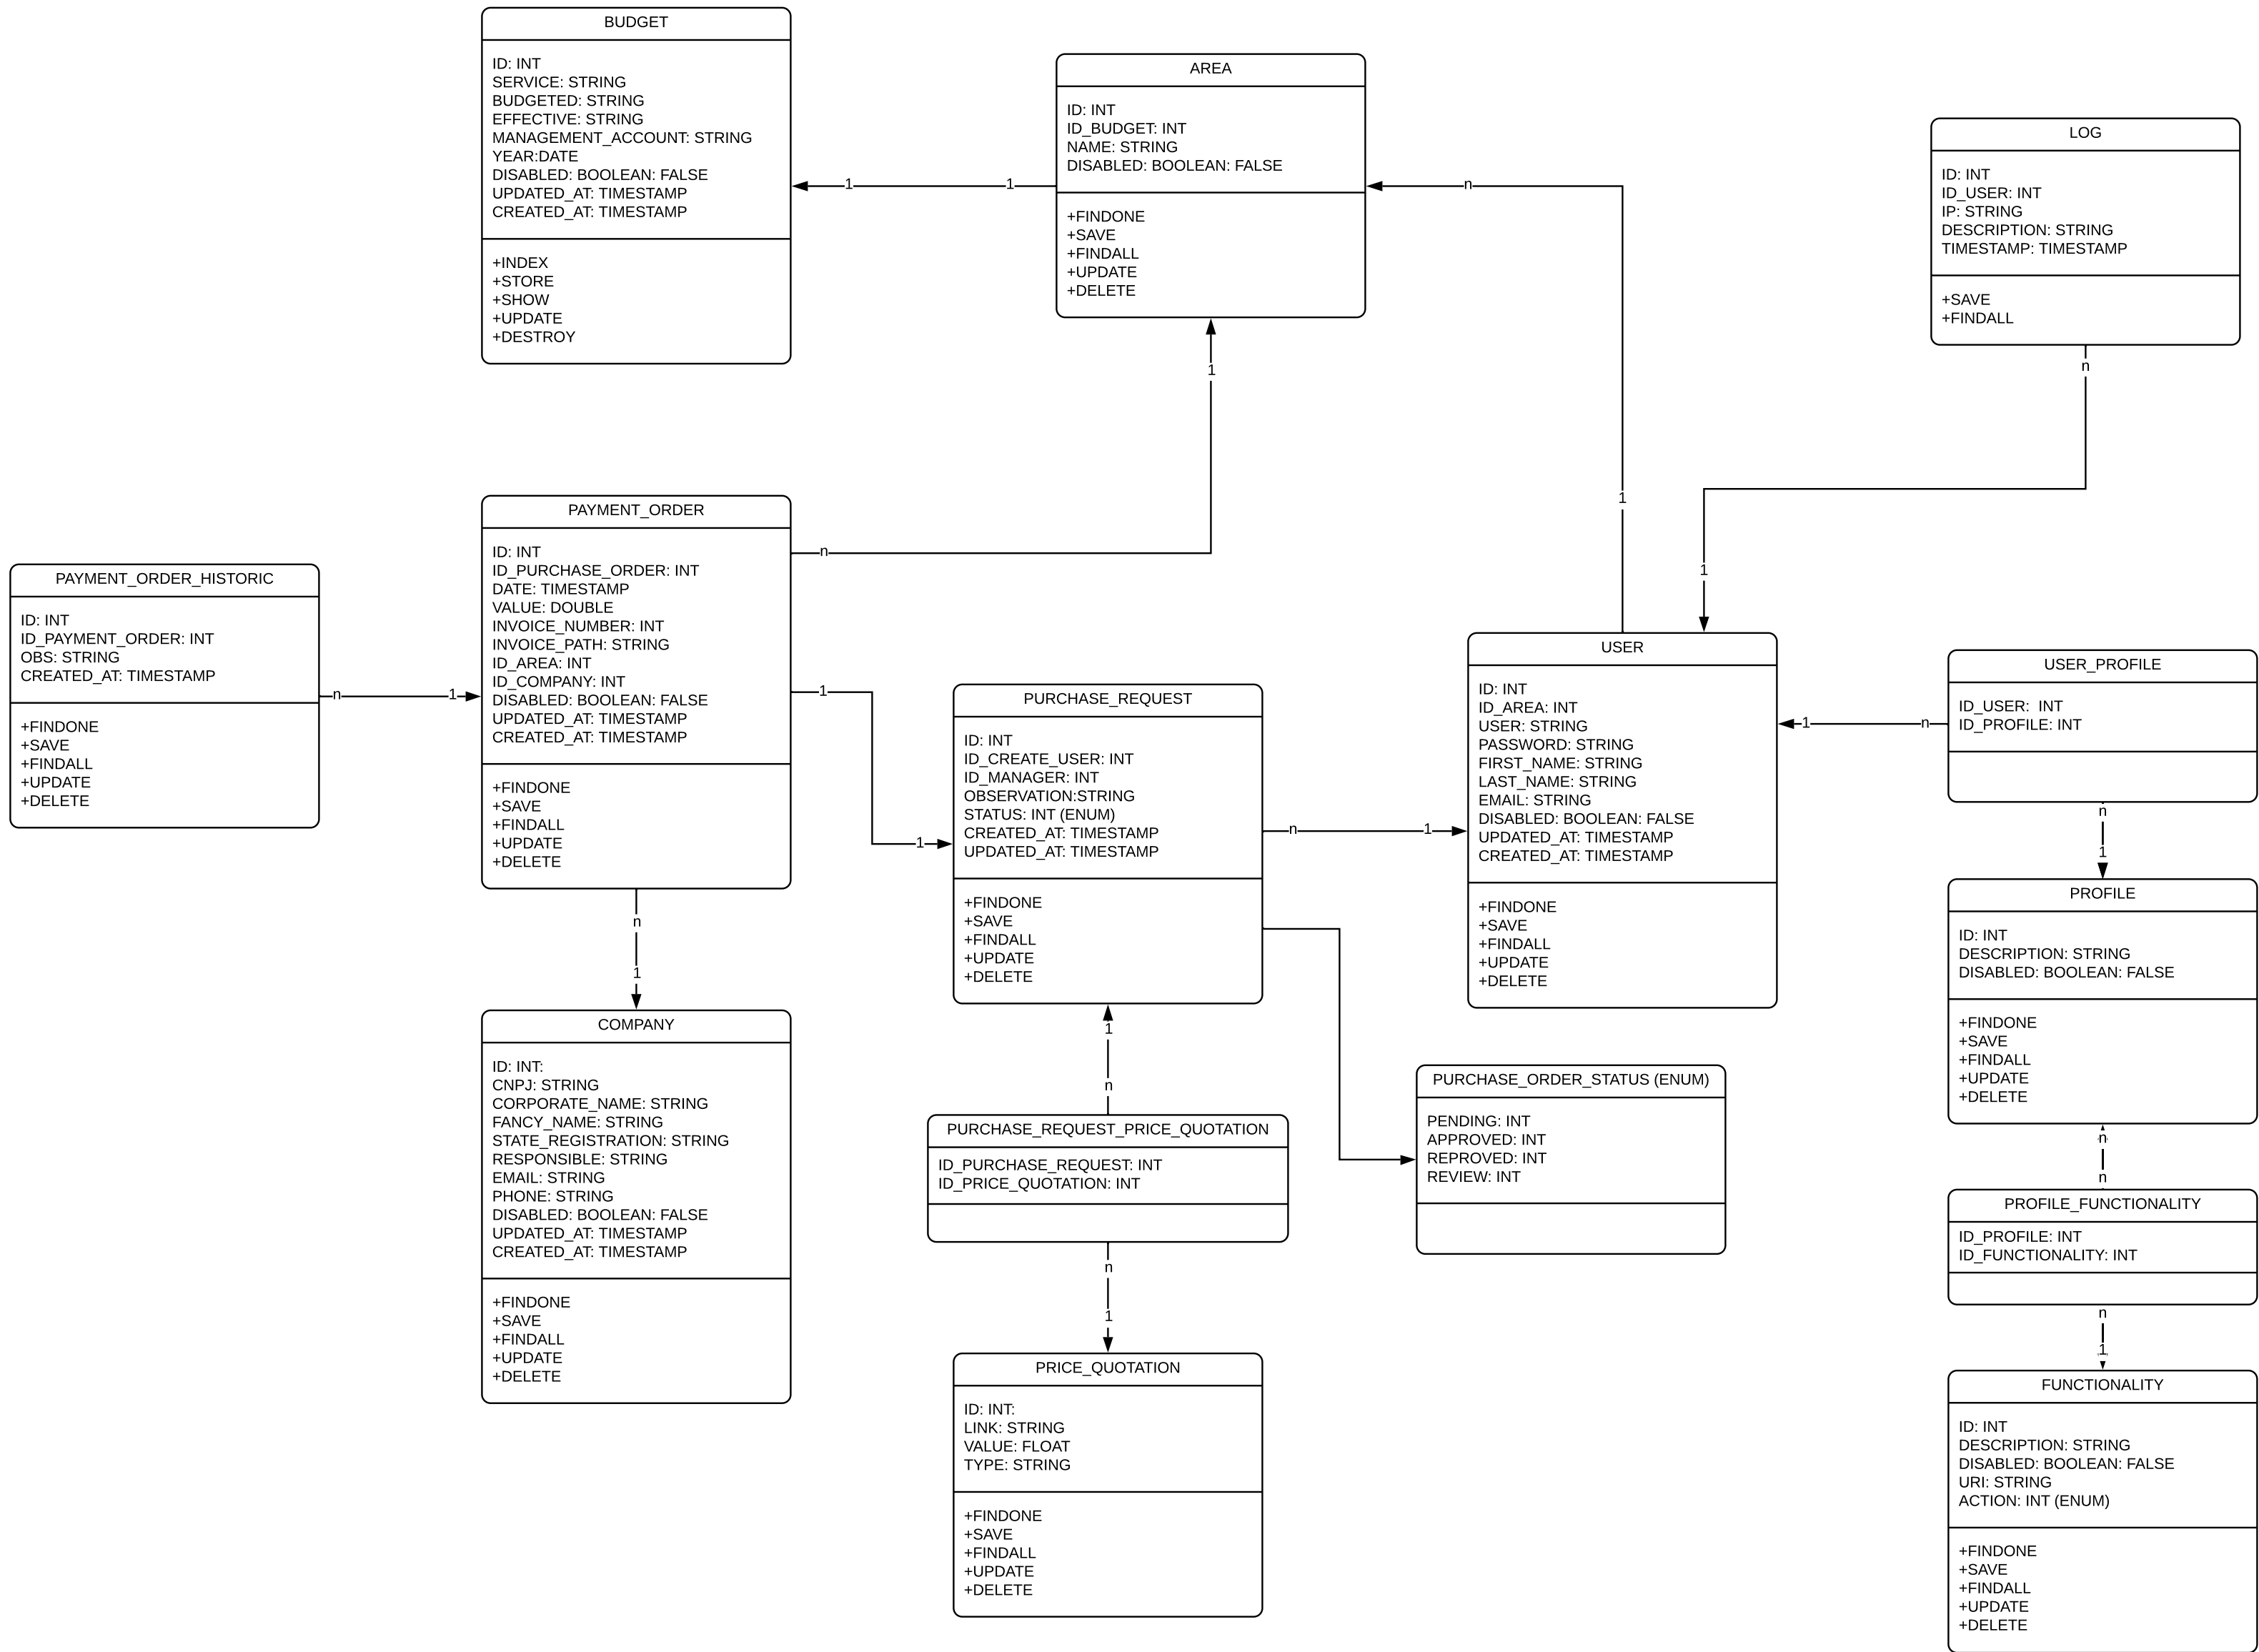 BUDGET
ID: INT
SERVICE: STRING
BUDGETED: STRING
EFFECTIVE: STRING
MANAGEMENT_ACCOUNT: STRING
YEAR:DATE
DISABLED: BOOLEAN: FALSE
UPDATED_AT: TIMESTAMP
CREATED_AT: TIMESTAMP
+INDEX
+STORE
+SHOW
+UPDATE
+DESTROY
1
1
AREA
ID: INT
ID_BUDGET: INT
NAME: STRING
DISABLED: BOOLEAN: FALSE
+FINDONE
+SAVE
+FINDALL
+UPDATE
+DELETE
n
1
1
n
LOG
ID: INT
ID_USER: INT
IP: STRING
DESCRIPTION: STRING
TIMESTAMP: TIMESTAMP
+SAVE
+FINDALL
n
1
PAYMENT_ORDER_HISTORIC
ID: INT
ID_PAYMENT_ORDER: INT
OBS: STRING
CREATED_AT: TIMESTAMP
+FINDONE
+SAVE
+FINDALL
+UPDATE
+DELETE
n
1
PAYMENT_ORDER
ID: INT
ID_PURCHASE_ORDER: INT
DATE: TIMESTAMP
VALUE: DOUBLE
INVOICE_NUMBER: INT
INVOICE_PATH: STRING
ID_AREA: INT
ID_COMPANY: INT
DISABLED: BOOLEAN: FALSE
UPDATED_AT: TIMESTAMP
CREATED_AT: TIMESTAMP
+FINDONE
+SAVE
+FINDALL
+UPDATE
+DELETE
1
1
n
1
PURCHASE_REQUEST
ID: INT
ID_CREATE_USER: INT
ID_MANAGER: INT
OBSERVATION:STRING
STATUS: INT (ENUM)
CREATED_AT: TIMESTAMP
UPDATED_AT: TIMESTAMP
+FINDONE
+SAVE
+FINDALL
+UPDATE
+DELETE
n
1
USER
ID: INT
ID_AREA: INT
USER: STRING
PASSWORD: STRING
FIRST_NAME: STRING
LAST_NAME: STRING
EMAIL: STRING
DISABLED: BOOLEAN: FALSE
UPDATED_AT: TIMESTAMP
CREATED_AT: TIMESTAMP
+FINDONE
+SAVE
+FINDALL
+UPDATE
+DELETE
1
n
USER_PROFILE
ID_USER: INT
ID_PROFILE: INT
n
1
PROFILE
ID: INT
DESCRIPTION: STRING
DISABLED: BOOLEAN: FALSE
+FINDONE
+SAVE
+FINDALL
+UPDATE
+DELETE
n
n
COMPANY
ID: INT:
CNPJ: STRING
CORPORATE_NAME: STRING
FANCY_NAME: STRING
STATE_REGISTRATION: STRING
RESPONSIBLE: STRING
EMAIL: STRING
PHONE: STRING
DISABLED: BOOLEAN: FALSE
UPDATED_AT: TIMESTAMP
CREATED_AT: TIMESTAMP
+FINDONE
+SAVE
+FINDALL
+UPDATE
+DELETE
1
n
PURCHASE_REQUEST_PRICE_QUOTATION
ID_PURCHASE_REQUEST: INT
ID_PRICE_QUOTATION: INT
n
1
PURCHASE_ORDER_STATUS (ENUM)
PENDING: INT
APPROVED: INT
REPROVED: INT
REVIEW: INT
PROFILE_FUNCTIONALITY
ID_PROFILE: INT
ID_FUNCTIONALITY: INT
n
1
PRICE_QUOTATION
ID: INT:
LINK: STRING
VALUE: FLOAT
TYPE: STRING
+FINDONE
+SAVE
+FINDALL
+UPDATE
+DELETE
FUNCTIONALITY
ID: INT
DESCRIPTION: STRING
DISABLED: BOOLEAN: FALSE
URI: STRING
ACTION: INT (ENUM)
+FINDONE
+SAVE
+FINDALL
+UPDATE
+DELETE